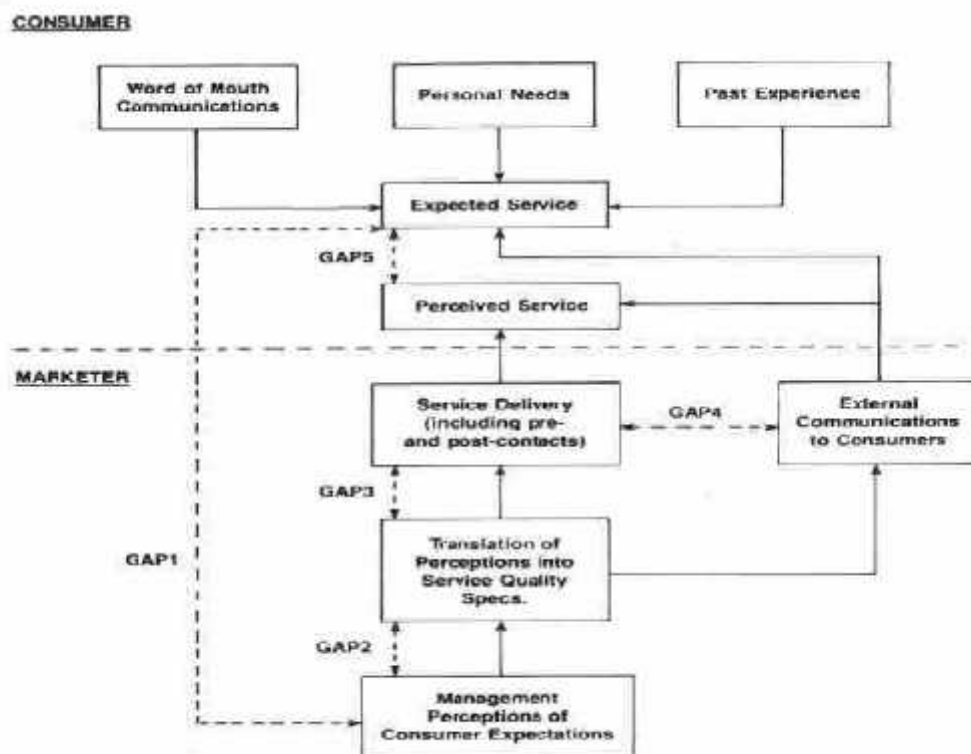 CONSUMER
Word of Mouth
Communications
Personal Needs
Past Experience
Expected Service
GAP5
Perceived Service
MARKETER
Service Delivery
(including pre-
and post-contacts)
GAP4
External
Communications
to Consumers
GAP3
GAP1
Translation of
Perceptions into
Service Quality
Specs.
GAP2
Management
Perceptions of
Consumer Expectations